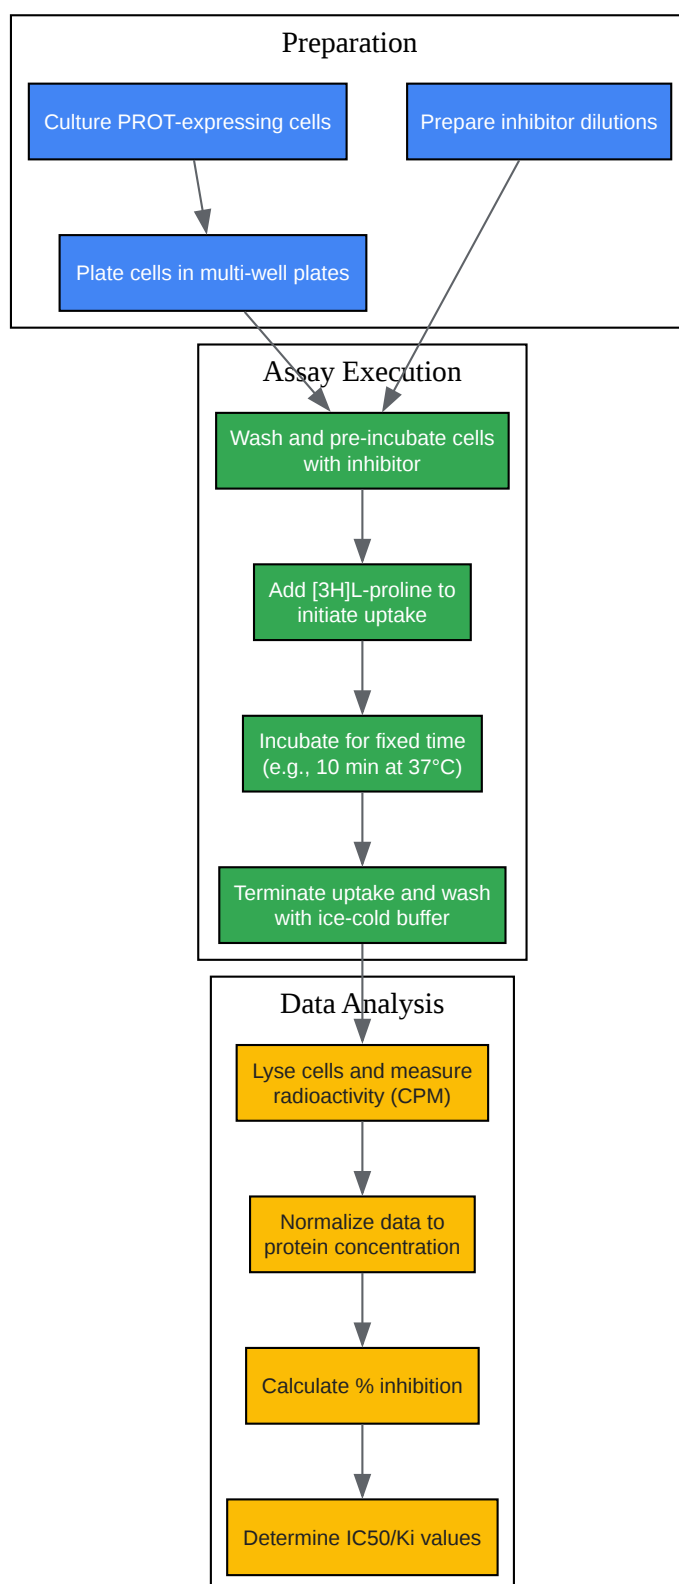 Preparation
Culture PROT-expressing cells
Prepare inhibitor dilutions
Plate cells in multi-well plates
Assay Execution
Wash and pre-incubate cells
with inhibitor
Add [3H]L-proline to
initiate uptake
Incubate for fixed time
(e.g., 10 min at 37°C)
Terminate uptake and wash
with ice-cold buffer
Data Analysis
Lyse cells and measure
radioactivity (CPM)
Normalize data to
protein concentration
Calculate % inhibition
Determine IC50/Ki values